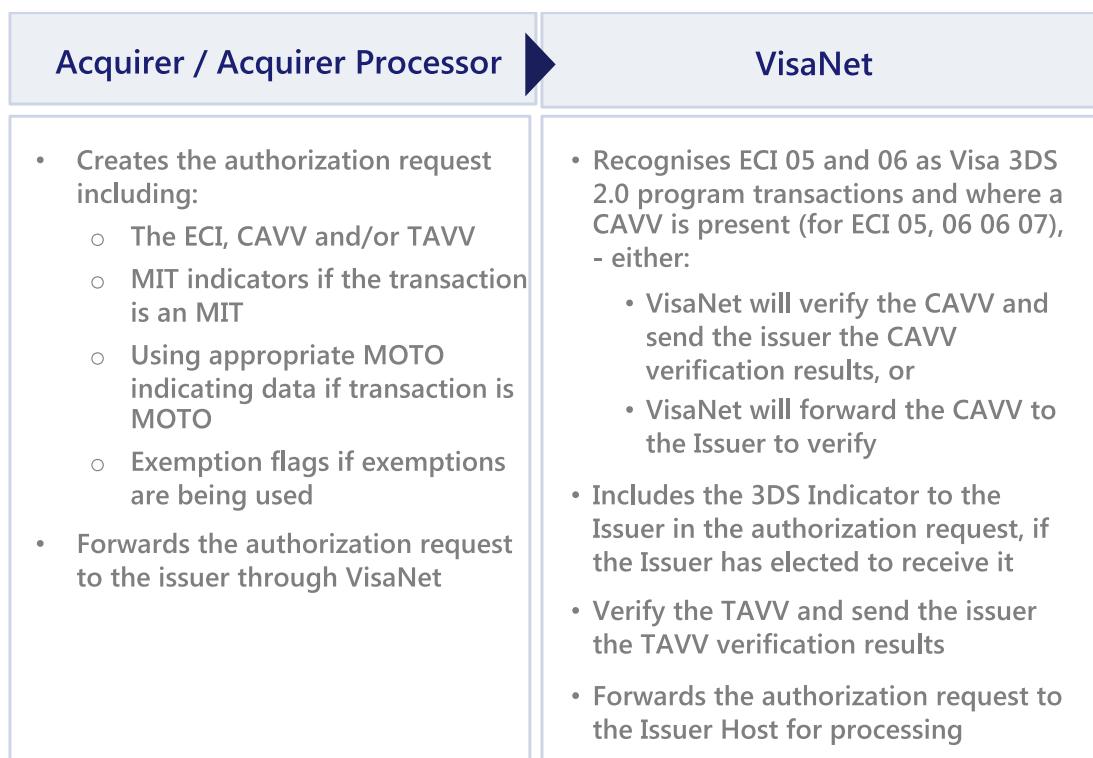 Acquirer / Acquirer Processor
• Creates the authorization request
including:
o The ECI, CAVV and/or TAVV
o MIT indicators if the transaction
is an MIT
o Using appropriate MOTO
indicating data if transaction is
MOTO
o Exemption flags if exemptions
are being used
• Forwards the authorization request
to the issuer through VisaNet
VisaNet
• Recognises ECI 05 and 06 as Visa 3DS
2.0 program transactions and where a
CAVV is present (for ECI 05, 06 06 07),
- either:
• VisaNet will verify the CAVV and
send the issuer the CAVV
verification results, or
• VisaNet will forward the CAVV to
the Issuer to verify
• Includes the 3DS Indicator to the
Issuer in the authorization request, if
the Issuer has elected to receive it
• Verify the TAVV and send the issuer
the TAVV verification results
• Forwards the authorization request to
the Issuer Host for processing